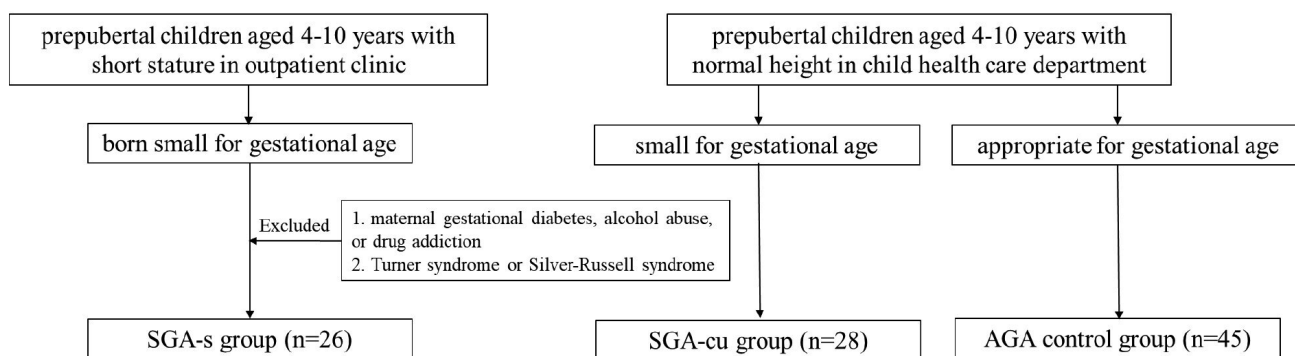 prepubertal children aged 4-10 years with
short stature in outpatient clinic
prepubertal children aged 4-10 years with
normal height in child health care department
born small for gestational age
small for gestational age
appropriate for gestational age
Excluded
1. maternal gestational diabetes, alcohol abuse,
or drug addiction
2. Turner syndrome or Silver-Russell syndrome
SGA-s group (n=26)
SGA-cu group (n=28)
AGA control group (n=45)